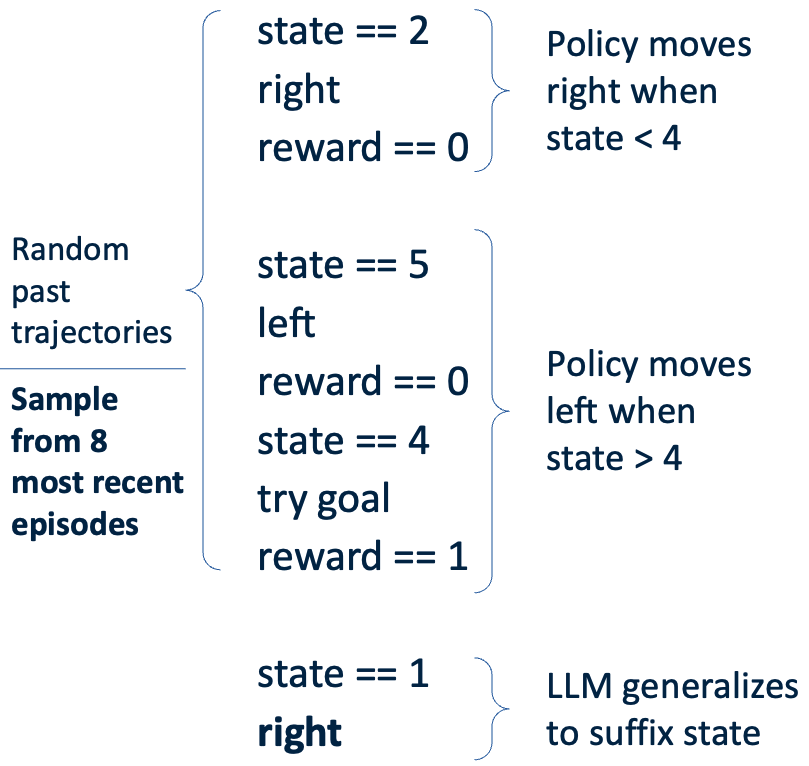 Random
past
trajectories
Sample
from 8
most recent
episodes
state == 2
right
reward == 0
Policy moves
right when
state < 4
state == 5
left
reward == 0
state == 4
try goal
reward == 1
Policy moves
left when
state > 4
state == 1
right
LLM generalizes
to suffix state